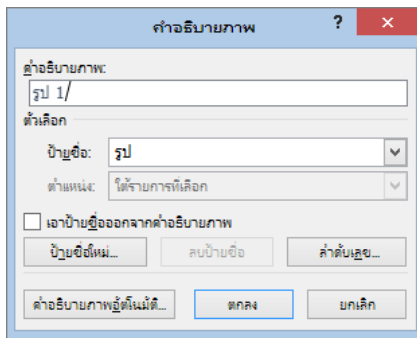 คำอธิบายภาพ ? ×
คำอธิบายภาพ:
รูป 1/
ตัวเลือก
ป้ายชื่อ: รูป
ตำแหน่ง: ใต้รายการที่เลือก
เอาป้ายชื่อออกจากคำอธิบายภาพ
ป้ายชื่อใหม่... ลบป้ายชื่อ ลำดับเลข...
คำอธิบายภาพอัตโนมัติ... ตกลง ยกเลิก